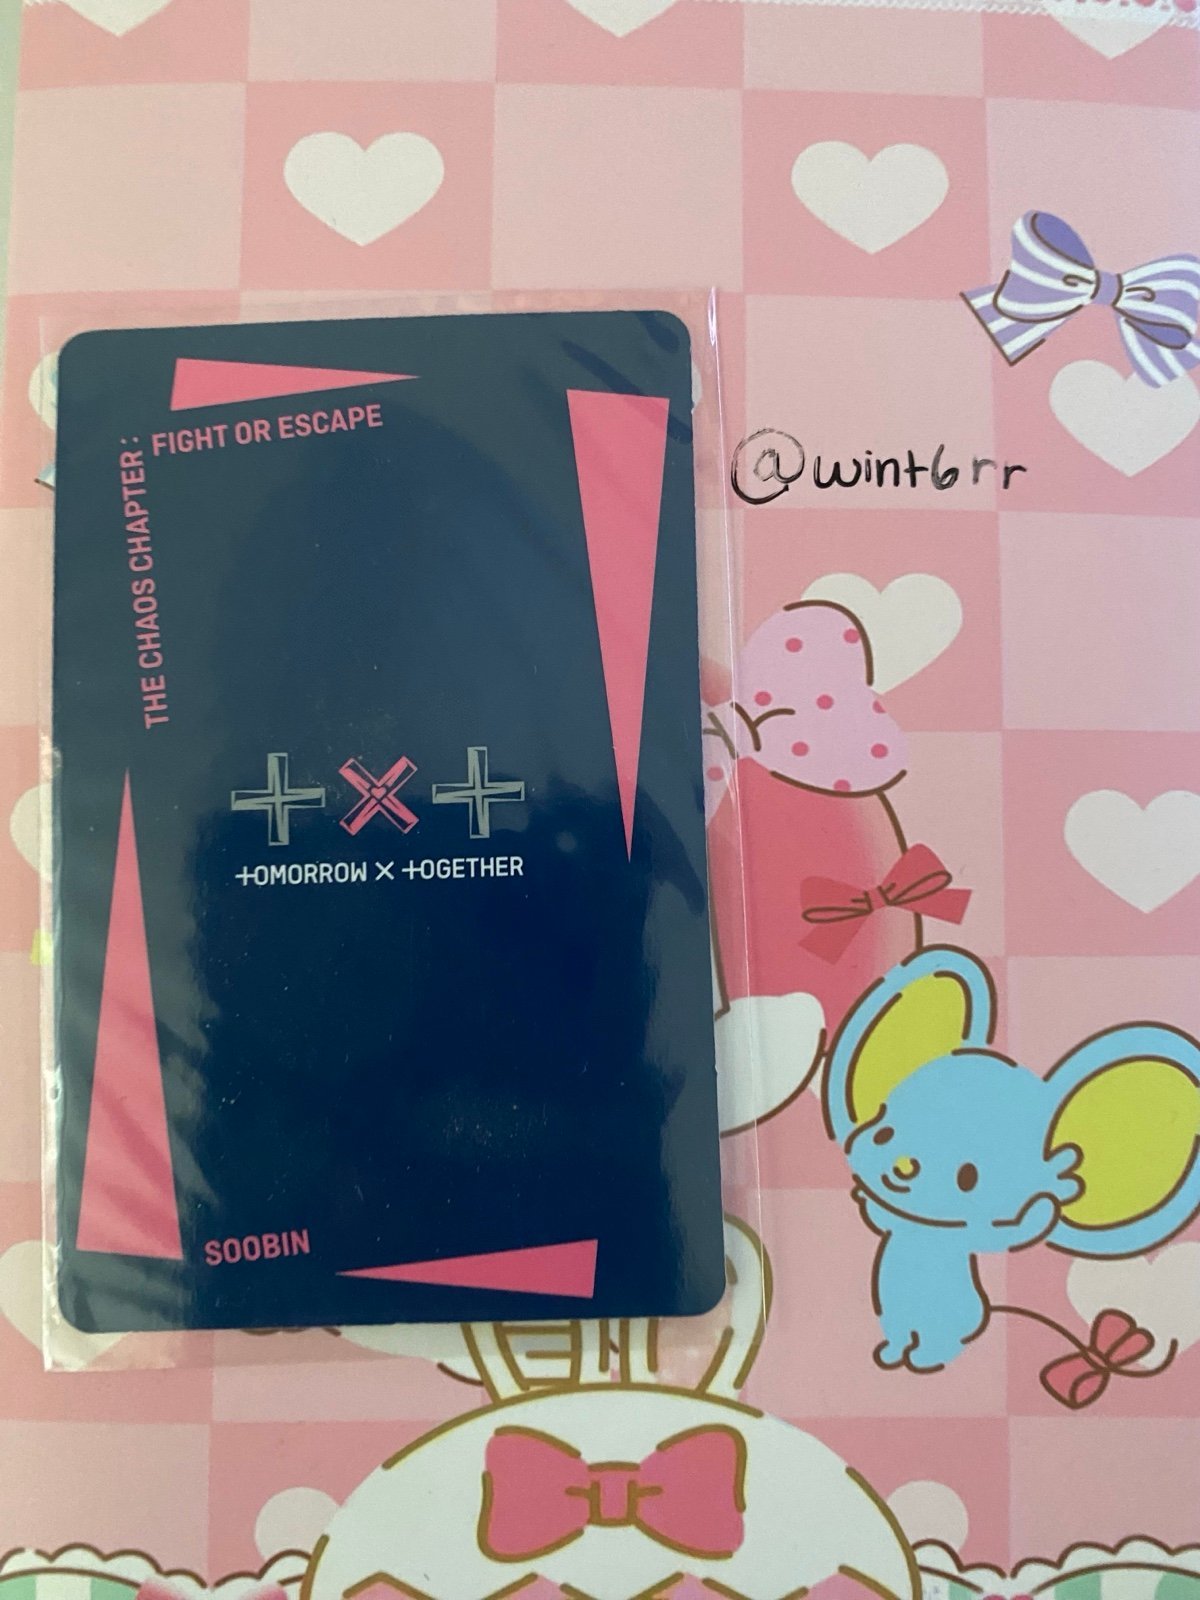 FIGHT OR ESCAPE
THE CHAOS CHAPTER:
@wint6rr
+X+
+OMORROW X +OGETHER
SOOBIN